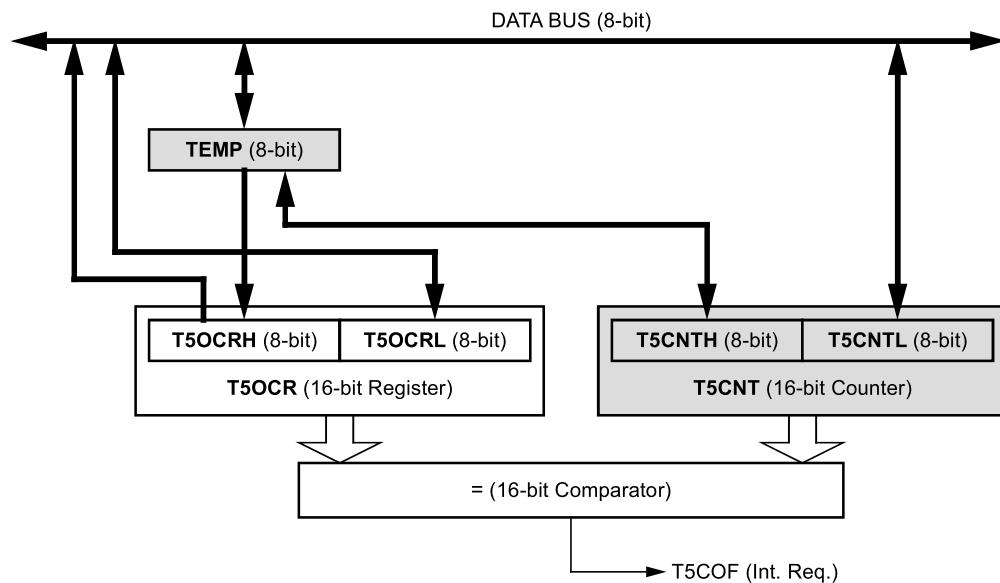 DATA BUS (8-bit)
TEMP (8-bit)
T5OCRH (8-bit) T5OCRL (8-bit)
T5OCR (16-bit Register)
T5CNTH (8-bit) T5CNTL (8-bit)
T5CNT (16-bit Counter)
= (16-bit Comparator)
T5COF (Int. Req.)